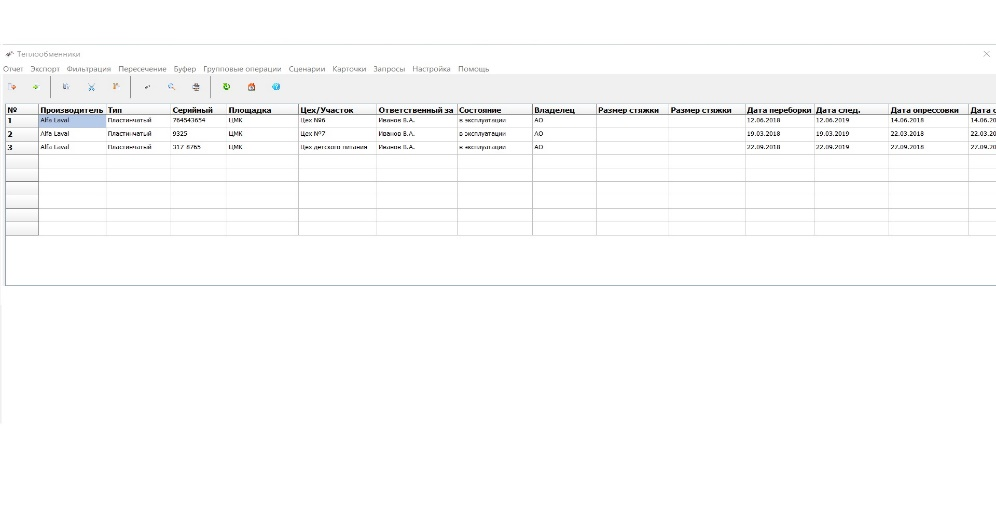 Теплообменники
Отчет Экспорт Фильтрация Пересечение Буфер Групповые операции Сценарии Карточки Запросы Настройка Помощь
№ Производитель Тип Серийный Площадка Цех/Участок Ответственный за Состояние Владелец Размер стяжки Размер стяжки Дата переборки Дата след. Дата опрессовки Дата с
1 Alfa Laval Пластинчатый 764543654 ЦМК Цех №6 Иванов В.А. в эксплуатации АО 12.06.2018 12.06.2019 14.06.2018 14.06.20
2 Alfa Laval Пластинчатый 9325 ЦМК Цех №7 Иванов В.А. в эксплуатации АО 19.03.2018 19.03.2019 22.03.2018 22.03.20
3 Alfa Laval Пластинчатый 317-8765 ЦМК Цех детского питания Иванов В.А. в эксплуатации АО 22.09.2018 22.09.2019 27.09.2018 27.09.20